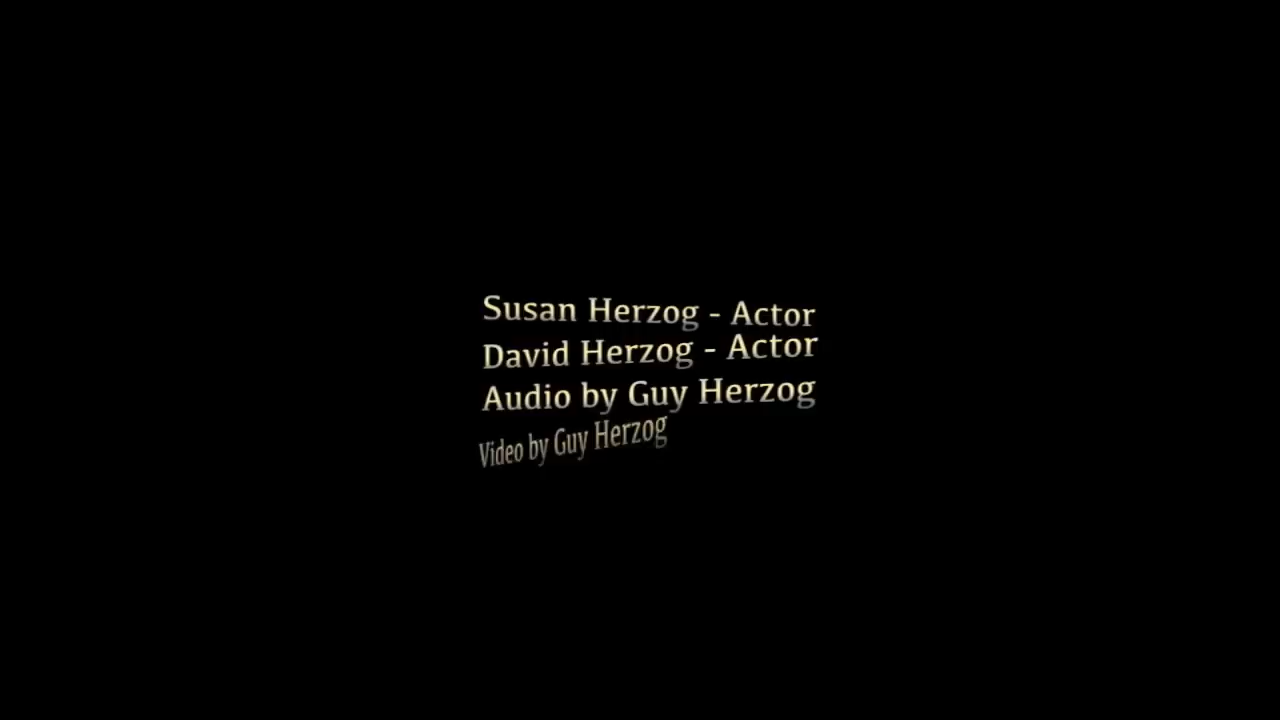 Susan Herzog - Actor
David Herzog - Actor
Audio by Guy Herzog
Video by Guy Herzog